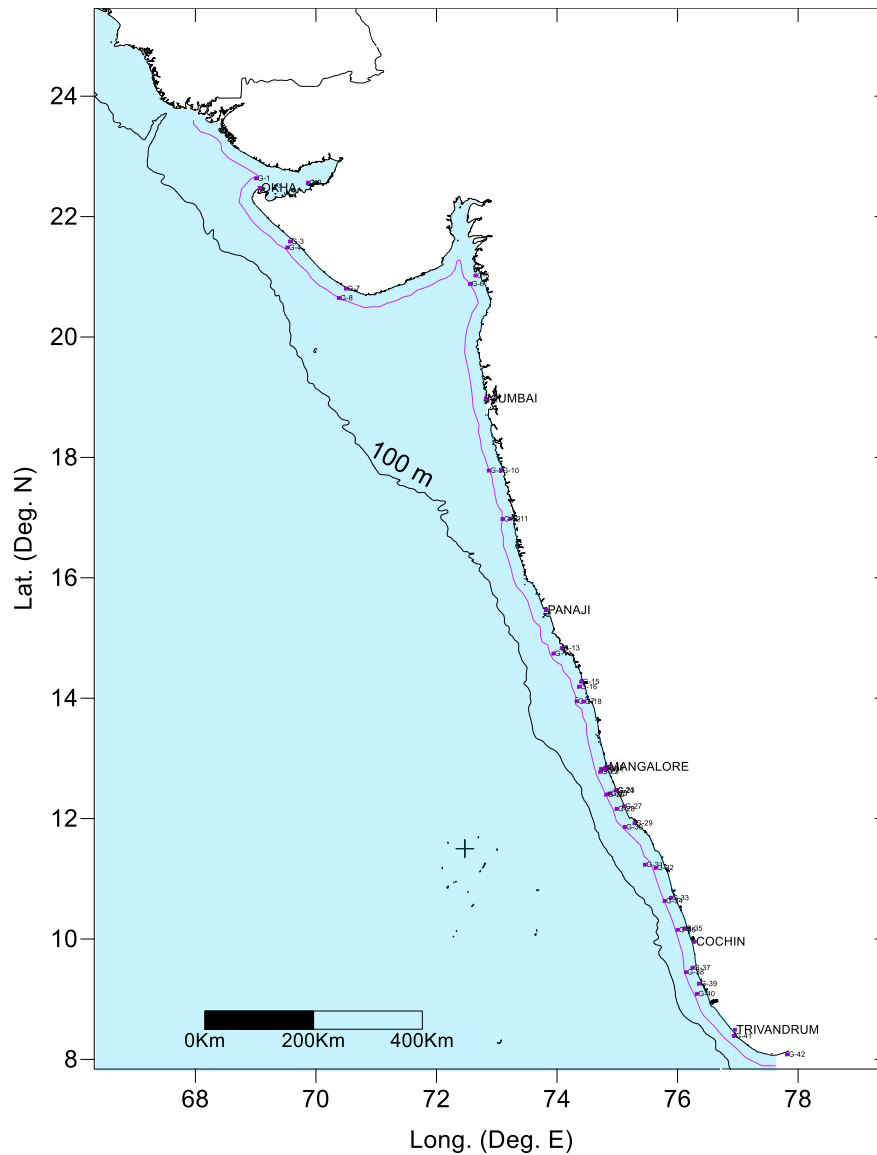 24
22
20
18
16
14
12
10
8
Lat. (Deg. N)
G-1
OKHA
G-3
G-7
G-8
G-6
MUMBAI
G-10
100 m
PANAJI
G-13
G-15
G-16
18
MANGALORE
G-27
G-29
G-33
G-35
COCHIN
G-37
G-38
G-39
G-40
TRIVANDRUM
G-41
G-42
0Km 200Km 400Km
68 70 72 74 76 78
Long. (Deg. E)